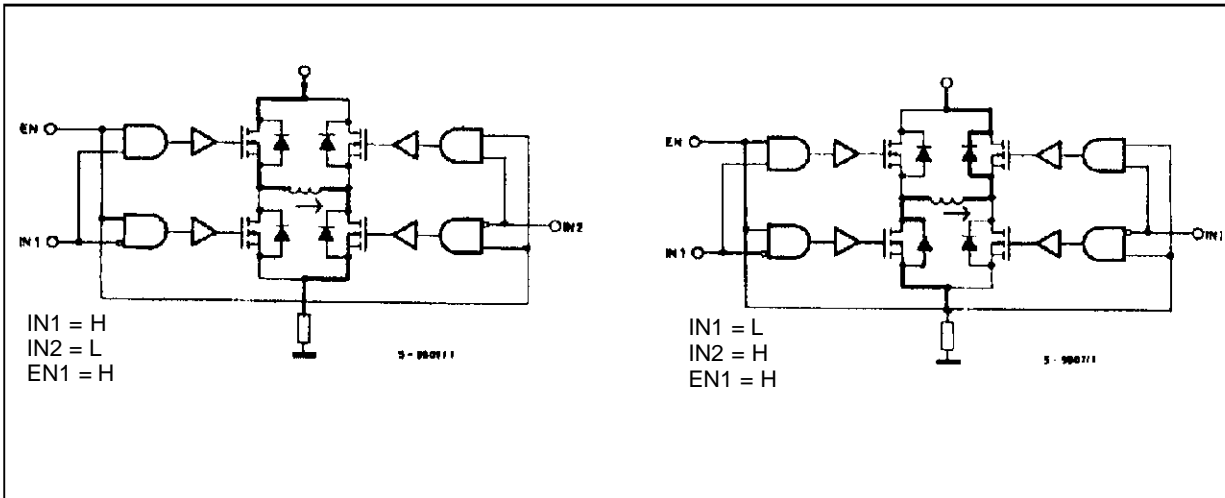 EN
IN1
IN2
IN1 = H
IN2 = L
EN1 = H
EN
IN1
IN1 = L
IN2 = H
EN1 = H